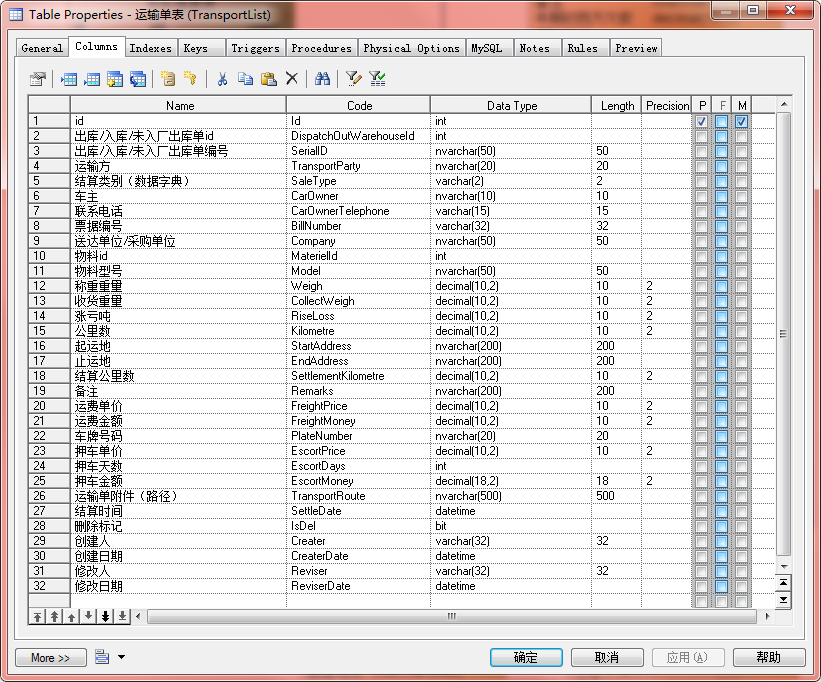 Table Properties - 运输单表 (TransportList)
General Columns Indexes Keys Triggers Procedures Physical Options MySQL Notes Rules Preview
Name Code Data Type Length Precision P F M
1 id Id int
2 出库/入库/未入厂出库单id DispatchOutWarehouseId int
3 出库/入库/未入厂出库单编号 SerialID nvarchar(50) 50
4 运输方 TransportParty nvarchar(20) 20
5 结算类别（数据字典） SaleType varchar(2) 2
6 车主 CarOwner nvarchar(10) 10
7 联系电话 CarOwnerTelephone varchar(15) 15
8 票据编号 BillNumber varchar(32) 32
9 送达单位/采购单位 Company nvarchar(50) 50
10 物料id MaterielId int
11 物料型号 Model nvarchar(50) 50
12 称重重量 Weigh decimal(10,2) 10 2
13 收货重量 CollectWeigh decimal(10,2) 10 2
14 涨亏吨 RiseLoss decimal(10,2) 10 2
15 公里数 Kilometre decimal(10,2) 10 2
16 起运地 StartAddress nvarchar(200) 200
17 止运地 EndAddress nvarchar(200) 200
18 结算公里数 SettlementKilometre decimal(10,2) 10 2
19 备注 Remarks nvarchar(200) 200
20 运费单价 FreightPrice decimal(10,2) 10 2
21 运费金额 FreightMoney decimal(10,2) 10 2
22 车牌号码 PlateNumber nvarchar(20) 20
23 押车单价 EscortPrice decimal(10,2) 10 2
24 押车天数 EscortDays int
25 押车金额 EscortMoney decimal(18,2) 18 2
26 运输单附件（路径） TransportRoute nvarchar(500) 500
27 结算时间 SettleDate datetime
28 删除标记 IsDel bit
29 创建人 Creater varchar(32) 32
30 创建日期 CreaterDate datetime
31 修改人 Reviser varchar(32) 32
32 修改日期 ReviserDate datetime
More >> 确定 取消 应用(A) 帮助